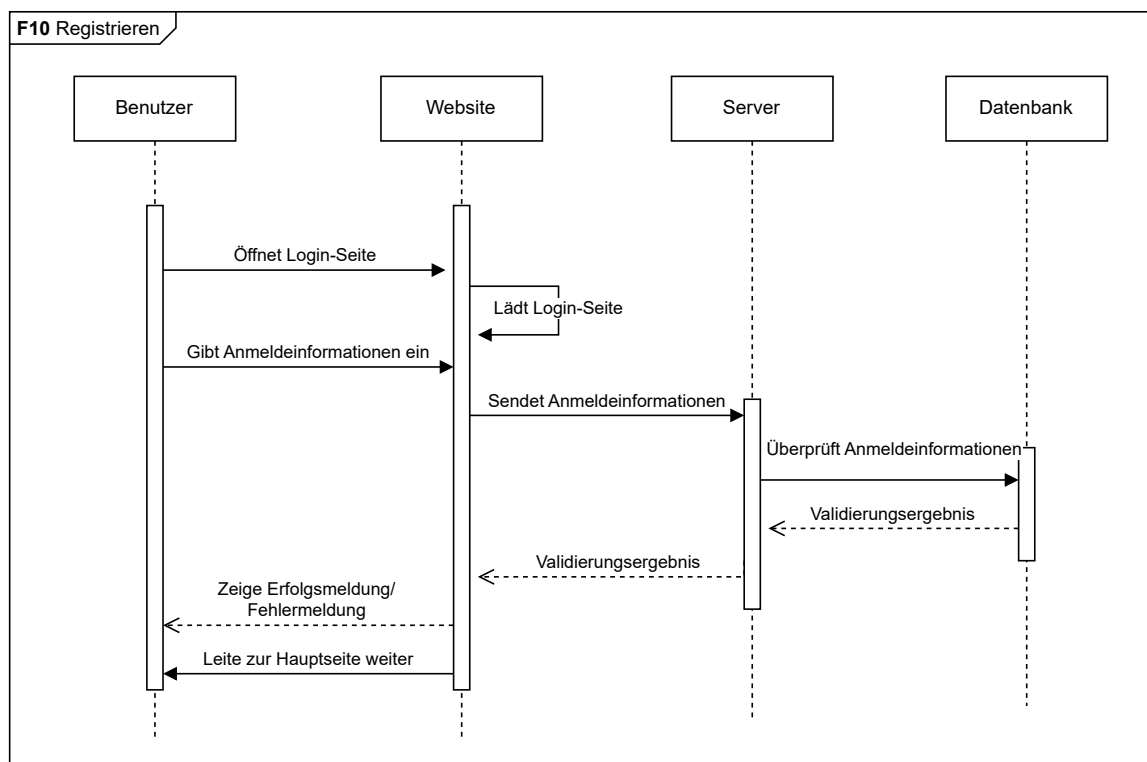 F10 Registrieren
Benutzer
Website
Server
Datenbank
Öffnet Login-Seite
Lädt Login-Seite
Gibt Anmeldeinformationen ein
Sendet Anmeldeinformationen
Überprüft Anmeldeinformationen
Validierungsergebnis
Validierungsergebnis
Zeige Erfolgsmeldung/
Fehlermeldung
Leite zur Hauptseite weiter